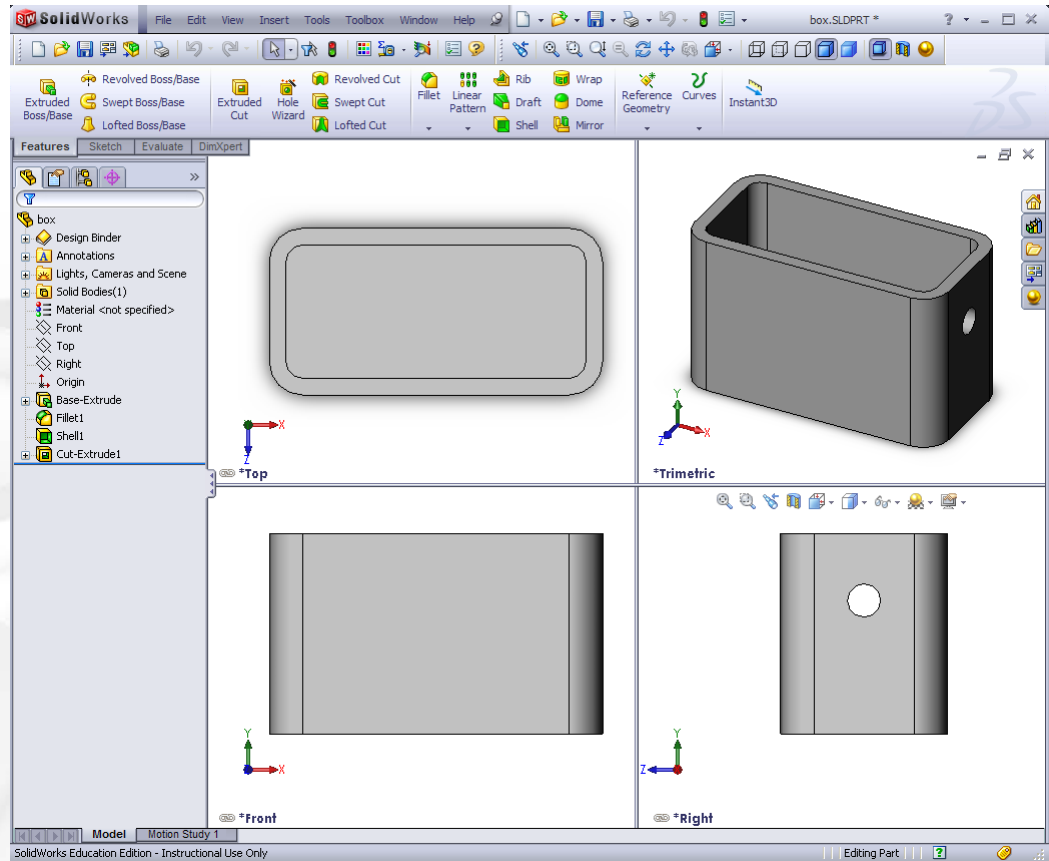 SolidWorks File Edit View Insert Tools Toolbox Window Help box.SLDPRT * ?
Extruded Boss/Base
Revolved Boss/Base
Swept Boss/Base
Lofted Boss/Base
Extruded Cut
Hole Wizard
Revolved Cut
Swept Cut
Lofted Cut
Fillet
Linear Pattern
Rib
Draft
Shell
Wrap
Dome
Mirror
Reference Geometry
Curves
Instant3D
Features Sketch Evaluate DimXpert
box
Design Binder
Annotations
Lights, Cameras and Scene
Solid Bodies(1)
Material <not specified>
Front
Top
Right
Origin
Base-Extrude
Fillet1
Shell1
Cut-Extrude1
X
Z
*Top
Y
X
Z
*Trimetric
Y
X
*Front
Y
Z
*Right
Model Motion Study 1
SolidWorks Education Edition - Instructional Use Only Editing Part ?